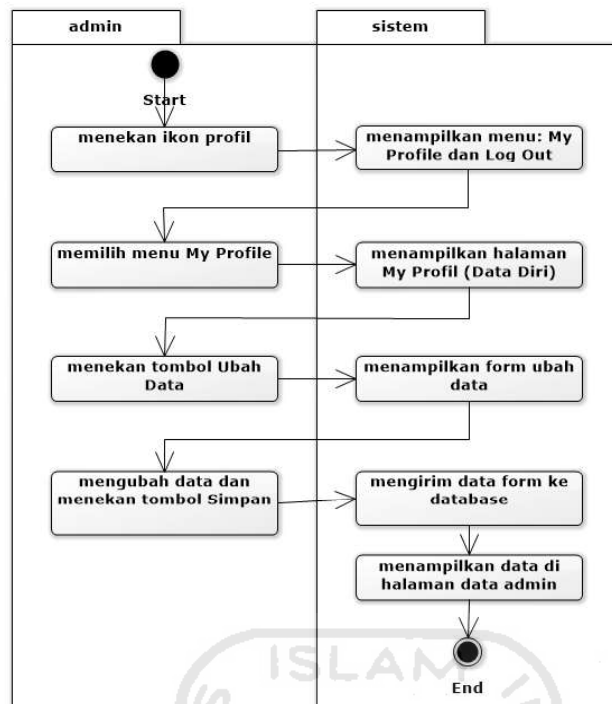 admin
sistem
Start
menekan ikon profil
menampilkan menu: My
Profile dan Log Out
memilih menu My Profile
menampilkan halaman
My Profil (Data Diri)
menekan tombol Ubah
Data
menampilkan form ubah
data
mengubah data dan
menekan tombol Simpan
mengirim data form ke
database
menampilkan data di
halaman data admin
ISLAM
End